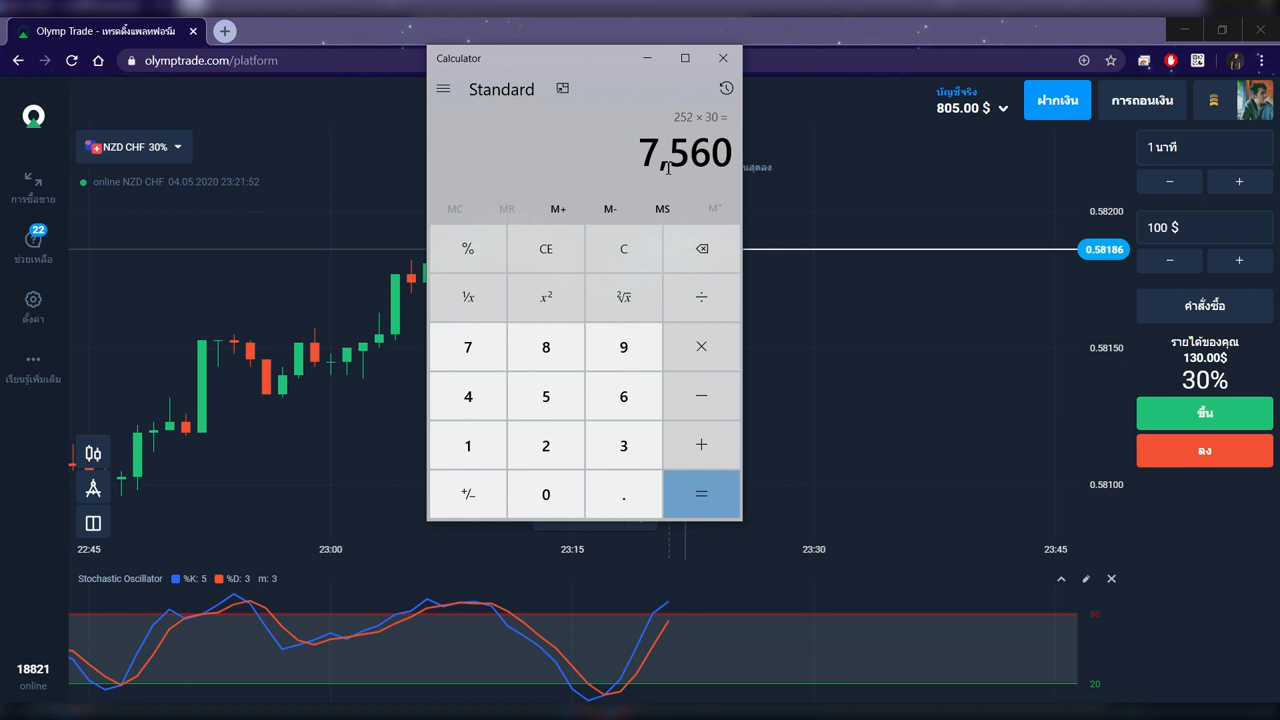 Olymp Trade - เทรดดิ้งแพลทฟอร์ม
olymptrade.com/platform
Calculator
Standard
252 × 30 =
7,560
MC MR M+ M- MS
% CE C
¹/x x² ²√x ÷
7 8 9 ×
4 5 6 −
1 2 3 +
+/− 0 . =
NZD CHF 30%
online NZD CHF 04.05.2020 23:21:52
การซื้อขาย
22
ช่วยเหลือ
ตั้งค่า
เรียนรู้เพิ่มเติม
18821
online
บัญชีจริง
805.00 $
ฝากเงิน
การถอนเงิน
1 นาที
− +
100 $
− +
คำสั่งซื้อ
รายได้ของคุณ
130.00$
30%
ขึ้น
ลง
0.58200
0.58186
0.58150
0.58100
22:45 23:00 23:15 23:30 23:45
Stochastic Oscillator %K: 5 %D: 3 m: 3
80
20